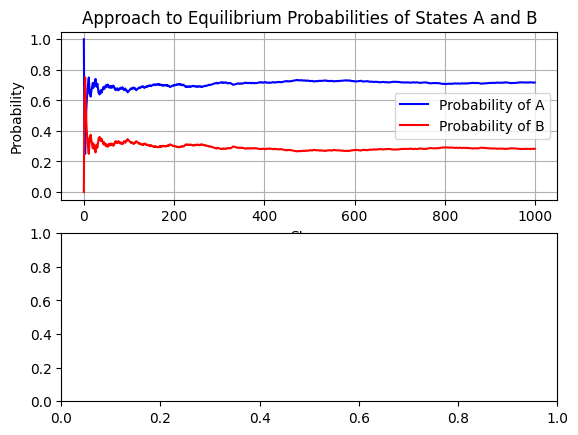 Approach to Equilibrium Probabilities of States A and B
Probability
1.0
0.8
0.6
0.4
0.2
0.0
Probability of A
Probability of B
0 200 400 600 800 1000
1.0
0.8
0.6
0.4
0.2
0.0
0.0 0.2 0.4 0.6 0.8 1.0